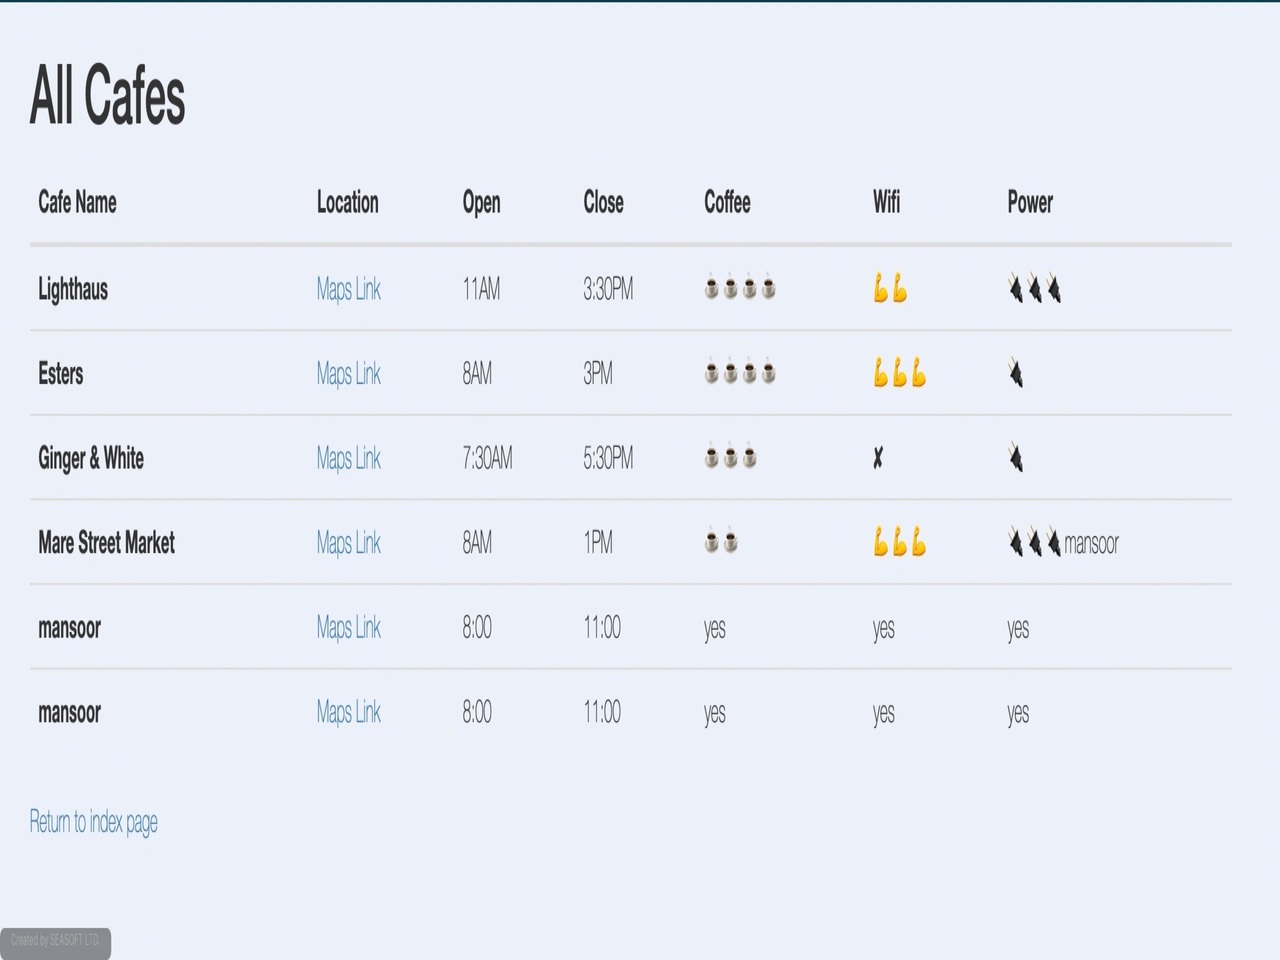 All Cafes
Cafe Name Location Open Close Coffee Wifi Power
Lighthaus Maps Link 11AM 3:30PM ☕☕☕☕ 💪💪 🔌🔌🔌
Esters Maps Link 8AM 3PM ☕☕☕☕ 💪💪💪 🔌
Ginger & White Maps Link 7:30AM 5:30PM ☕☕☕ ✘ 🔌
Mare Street Market Maps Link 8AM 1PM ☕☕ 💪💪💪 🔌🔌🔌mansoor
mansoor Maps Link 8:00 11:00 yes yes yes
mansoor Maps Link 8:00 11:00 yes yes yes
Return to index page
Created by SEASOFT LTD.